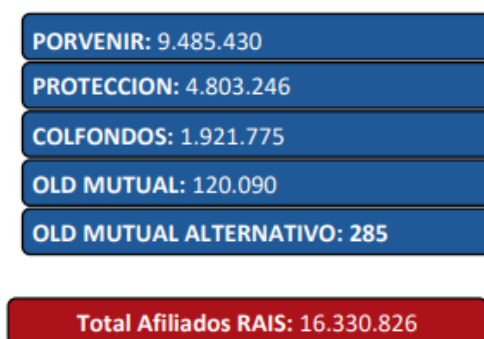 PORVENIR: 9.485.430
PROTECCION: 4.803.246
COLFONDOS: 1.921.775
OLD MUTUAL: 120.090
OLD MUTUAL ALTERNATIVO: 285
Total Afiliados RAIS: 16.330.826